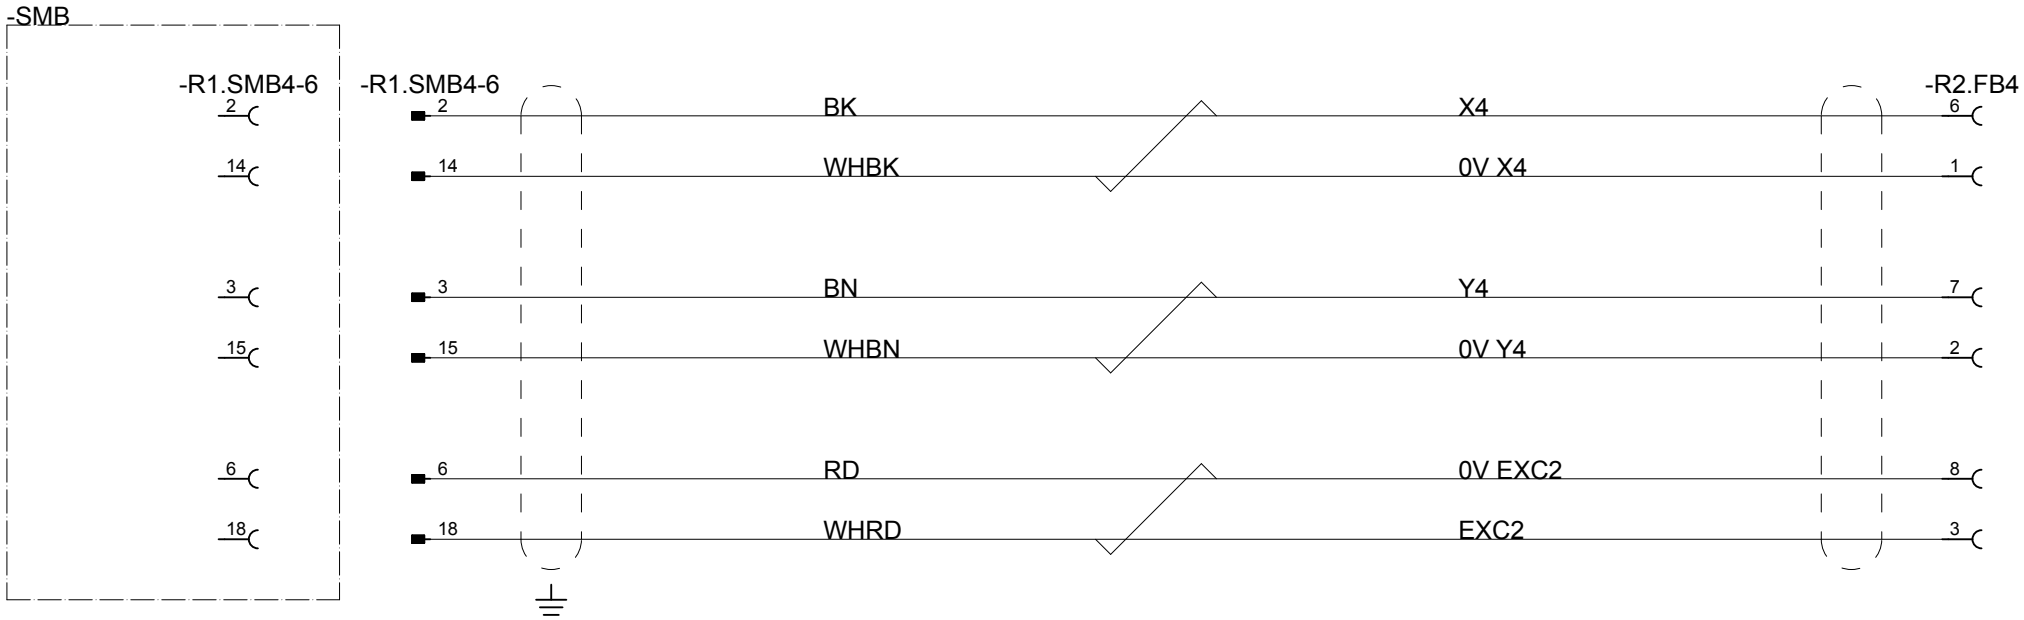 -SMB
-R1.SMB4-6 -R1.SMB4-6 -R2.FB4
2 2 BK X4 6
14 14 WHBK 0V X4 1
3 3 BN Y4 7
15 15 WHBN 0V Y4 2
6 6 RD 0V EXC2 8
18 18 WHRD EXC2 3